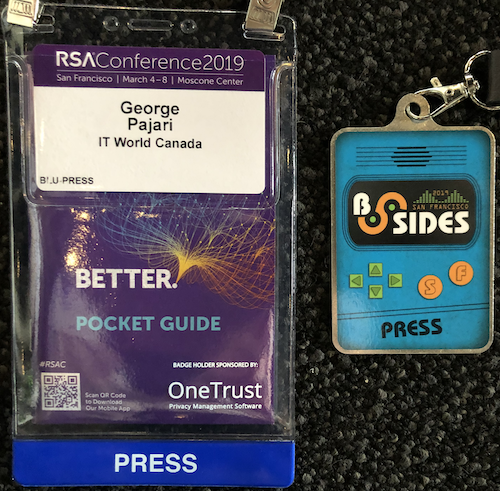 RSAConference2019
San Francisco | March 4–8 | Moscone Center
George
Pajari
IT World Canada
BLU-PRESS
BETTER.
POCKET GUIDE
#RSAC
Scan QR Code
to Download
Our Mobile App
BADGE HOLDER SPONSORED BY:
OneTrust
Privacy Management Software
PRESS
2019
SAN FRANCISCO
BSIDES
S F
PRESS